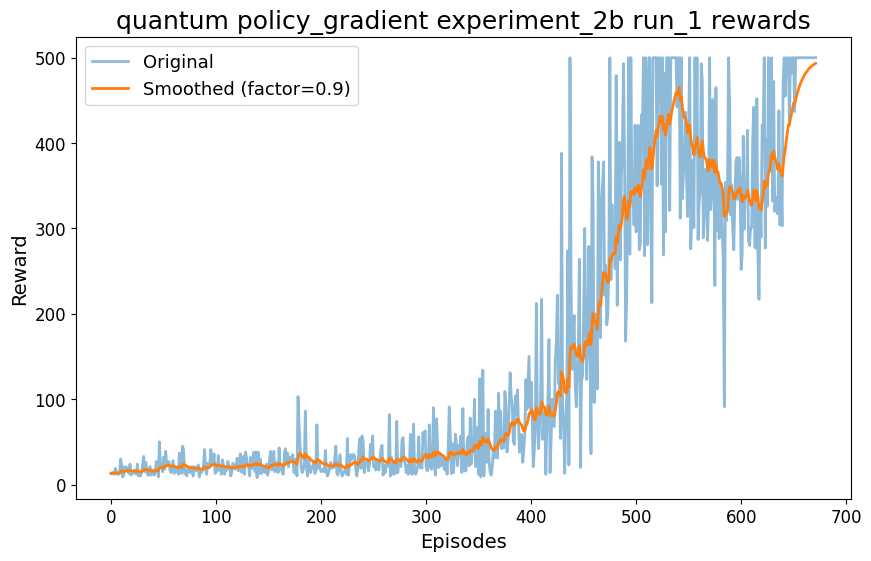 quantum policy_gradient experiment_2b run_1 rewards
Original
Smoothed (factor=0.9)
Reward
500
400
300
200
100
0
0 100 200 300 400 500 600 700
Episodes